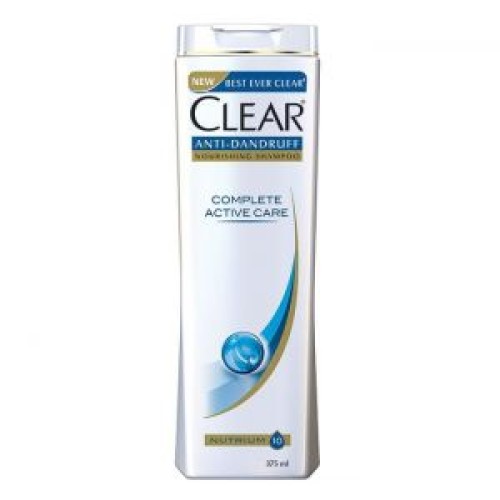 NEW BEST EVER CLEAR*
CLEAR
ANTI-DANDRUFF
NOURISHING SHAMPOO
COMPLETE
ACTIVE CARE
NUTRIUM 10
375 ml